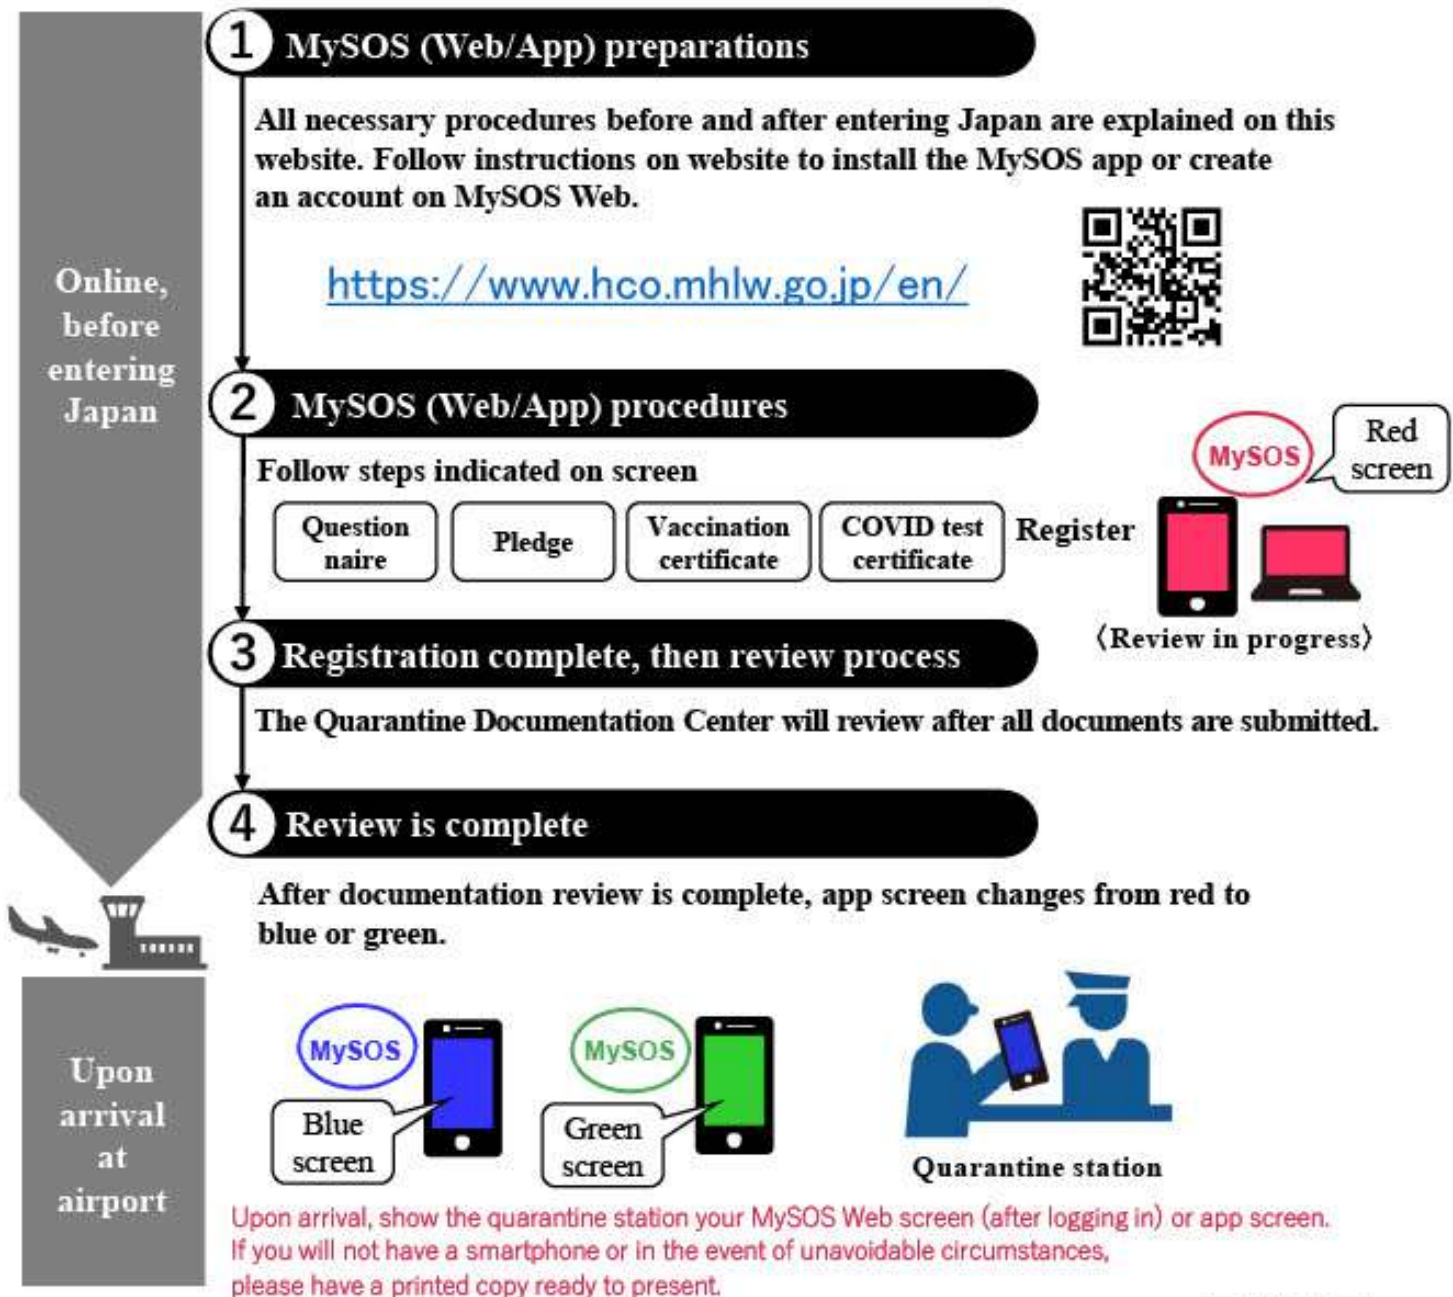 1 MySOS (Web/App) preparations
All necessary procedures before and after entering Japan are explained on this
website. Follow instructions on website to install the MySOS app or create
an account on MySOS Web.
https://www.hco.mhlw.go.jp/en/
Online,
before
entering
Japan
2 MySOS (Web/App) procedures
MySOS
Red
screen
Follow steps indicated on screen
Question
naire
Pledge
Vaccination
certificate
COVID test
certificate
Register
〈Review in progress〉
3 Registration complete, then review process
The Quarantine Documentation Center will review after all documents are submitted.
4 Review is complete
After documentation review is complete, app screen changes from red to
blue or green.
Upon
arrival
at
airport
MySOS
Blue
screen
MySOS
Green
screen
Quarantine station
Upon arrival, show the quarantine station your MySOS Web screen (after logging in) or app screen.
If you will not have a smartphone or in the event of unavoidable circumstances,
please have a printed copy ready to present.